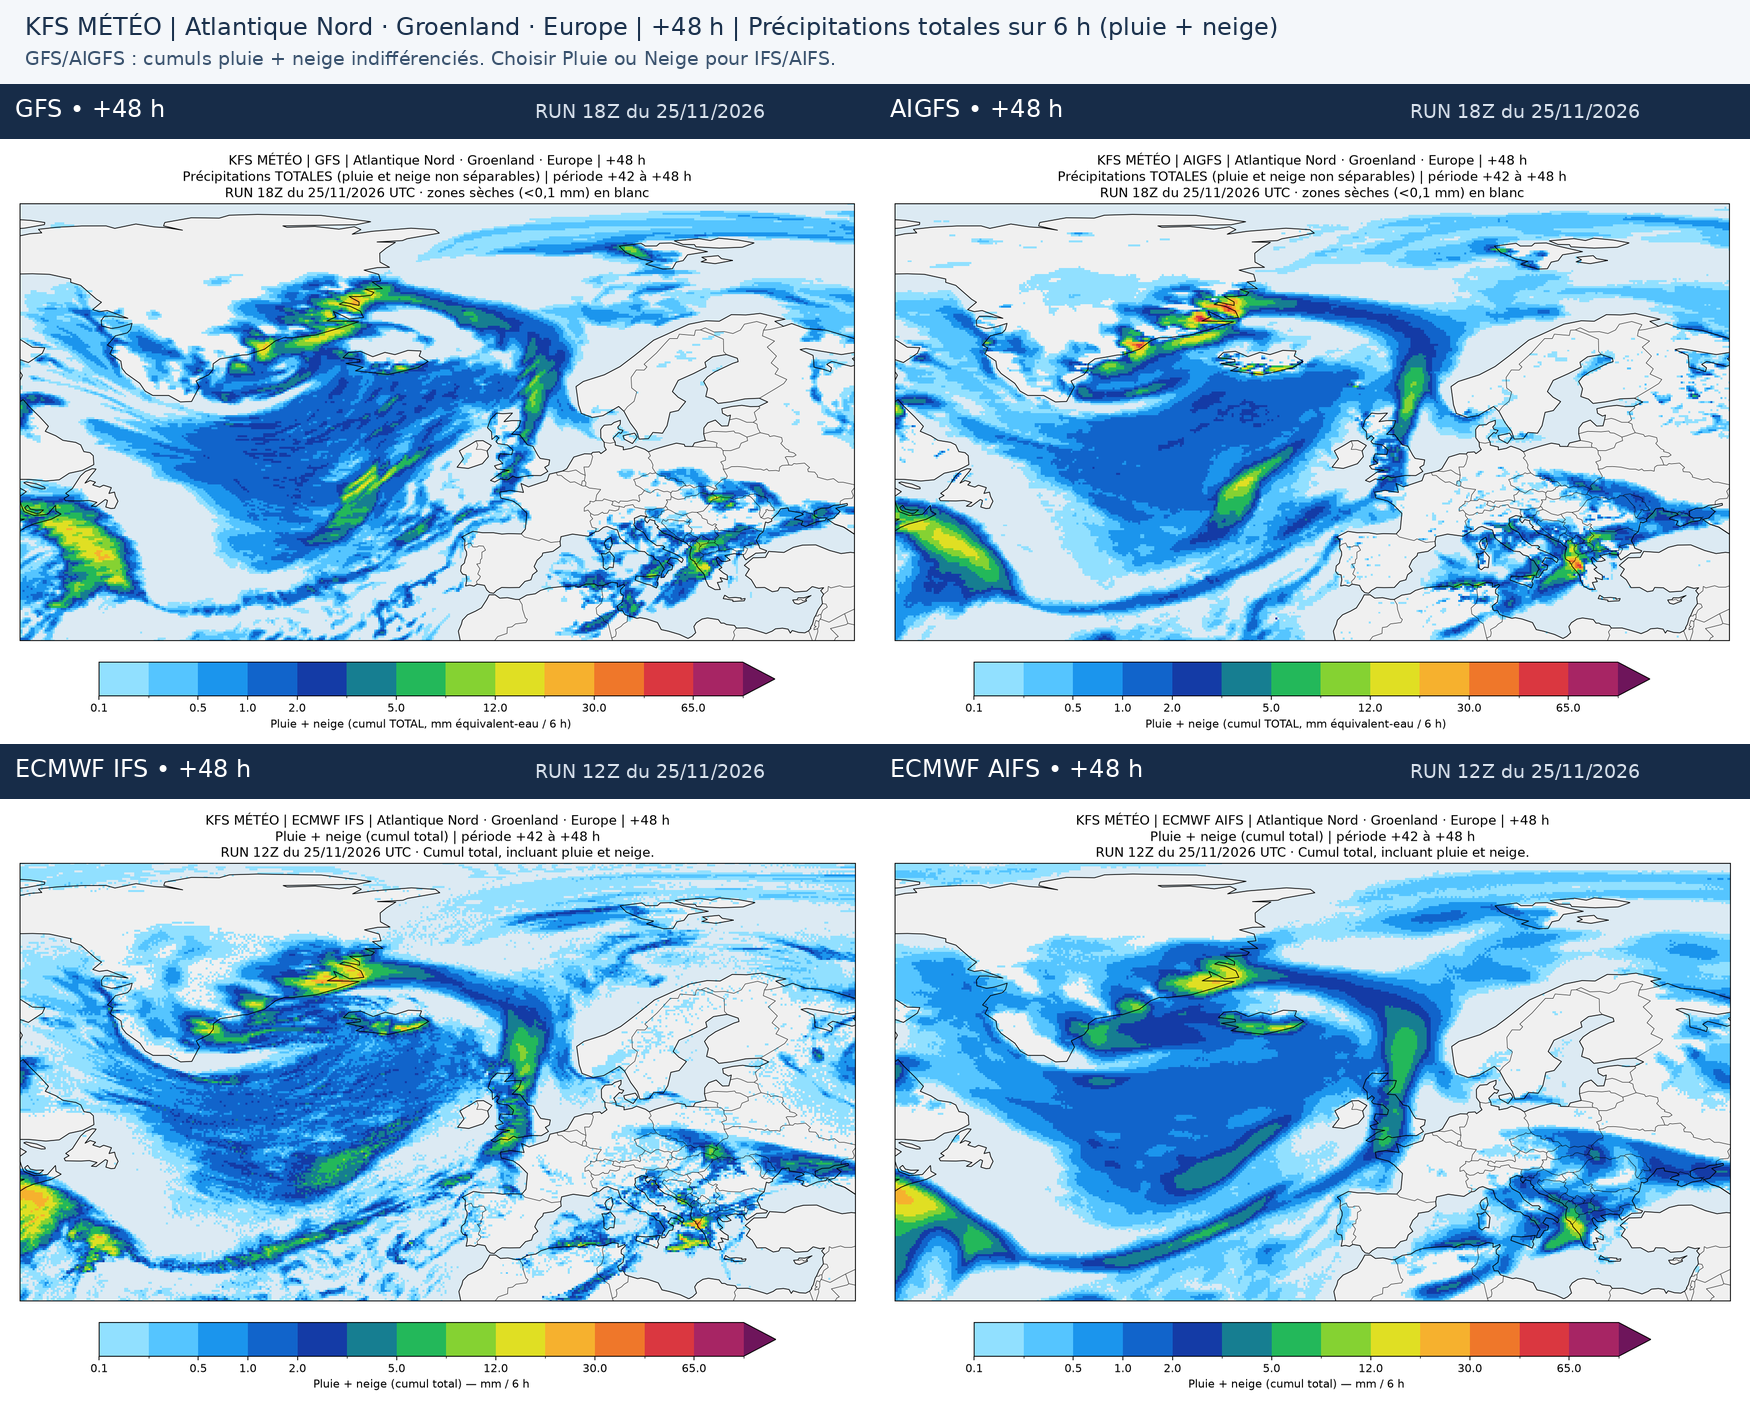 KFS MÉTÉO | Atlantique Nord · Groenland · Europe | +48 h | Précipitations totales sur 6 h (pluie + neige)
GFS/AIGFS : cumuls pluie + neige indifférenciés. Choisir Pluie ou Neige pour IFS/AIFS.
GFS • +48 h
RUN 18Z du 25/11/2026
AIGFS • +48 h
RUN 18Z du 25/11/2026
KFS MÉTÉO | GFS | Atlantique Nord · Groenland · Europe | +48 h
Précipitations TOTALES (pluie et neige non séparables) | période +42 à +48 h
RUN 18Z du 25/11/2026 UTC · zones sèches (<0,1 mm) en blanc
KFS MÉTÉO | AIGFS | Atlantique Nord · Groenland · Europe | +48 h
Précipitations TOTALES (pluie et neige non séparables) | période +42 à +48 h
RUN 18Z du 25/11/2026 UTC · zones sèches (<0,1 mm) en blanc
0.1 0.5 1.0 2.0 5.0 12.0 30.0 65.0
Pluie + neige (cumul TOTAL, mm équivalent-eau / 6 h)
0.1 0.5 1.0 2.0 5.0 12.0 30.0 65.0
Pluie + neige (cumul TOTAL, mm équivalent-eau / 6 h)
ECMWF IFS • +48 h
RUN 12Z du 25/11/2026
ECMWF AIFS • +48 h
RUN 12Z du 25/11/2026
KFS MÉTÉO | ECMWF IFS | Atlantique Nord · Groenland · Europe | +48 h
Pluie + neige (cumul total) | période +42 à +48 h
RUN 12Z du 25/11/2026 UTC · Cumul total, incluant pluie et neige.
KFS MÉTÉO | ECMWF AIFS | Atlantique Nord · Groenland · Europe | +48 h
Pluie + neige (cumul total) | période +42 à +48 h
RUN 12Z du 25/11/2026 UTC · Cumul total, incluant pluie et neige.
0.1 0.5 1.0 2.0 5.0 12.0 30.0 65.0
Pluie + neige (cumul total) — mm / 6 h
0.1 0.5 1.0 2.0 5.0 12.0 30.0 65.0
Pluie + neige (cumul total) — mm / 6 h